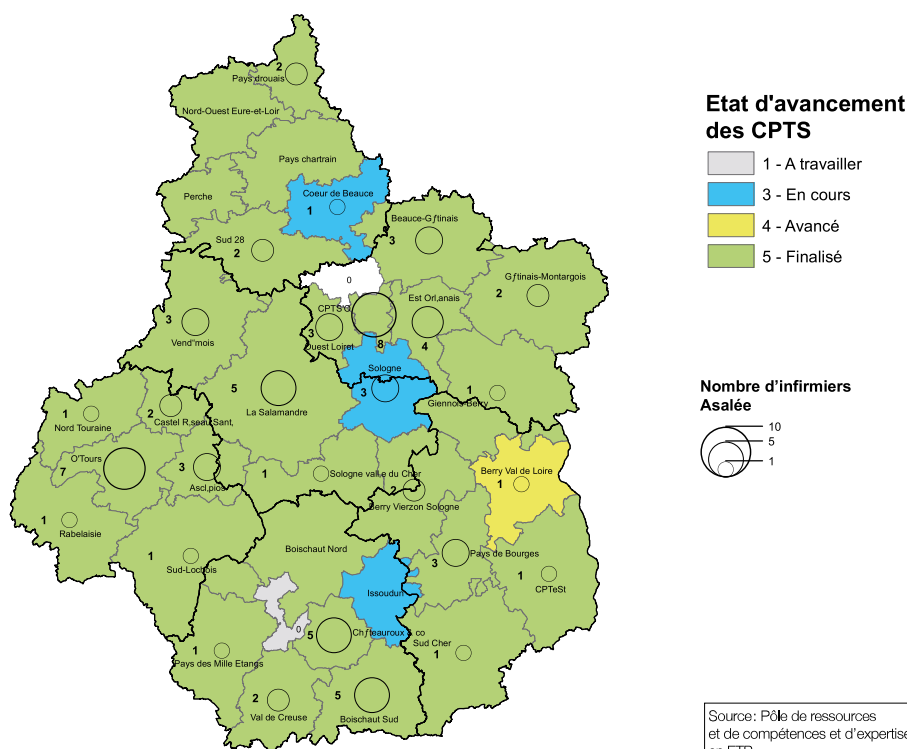 Etat d'avancement
des CPTS
1 - A travailler
3 - En cours
4 - Avancé
5 - Finalisé
Nombre d'infirmiers
Asalée
10
5
1
2
Pays drouais
Nord-Ouest Eure-et-Loir
Pays chartrain
Perche
Coeur de Beauce
1
Sud 28
2
Beauce-Gƒtinais
3
Gƒtinais-Montargois
2
0
CPTS O
3
Ouest Loiret
8
Est Orl‚anais
4
Vend“mois
3
Sologne
3
5
La Salamandre
1
Giennois-Berry
1
Nord Touraine
2
Castel R‚seau Sant‚
O'Tours
7
3
Ascl‚pios
1
Sologne vall‚e du Cher
2
Berry Vierzon Sologne
Berry Val de Loire
1
1
Rabelaisie
1
Sud-Lochois
Boischaut Nord
Pays de Bourges
3
1
CPTeSt
Issoudun
0
5
Chƒteauroux & co
Sud Cher
1
1
Pays des Mille Etangs
2
Val de Creuse
5
Boischaut Sud
Source: Pôle de ressources
et de compétences et d'expertise
en ETP